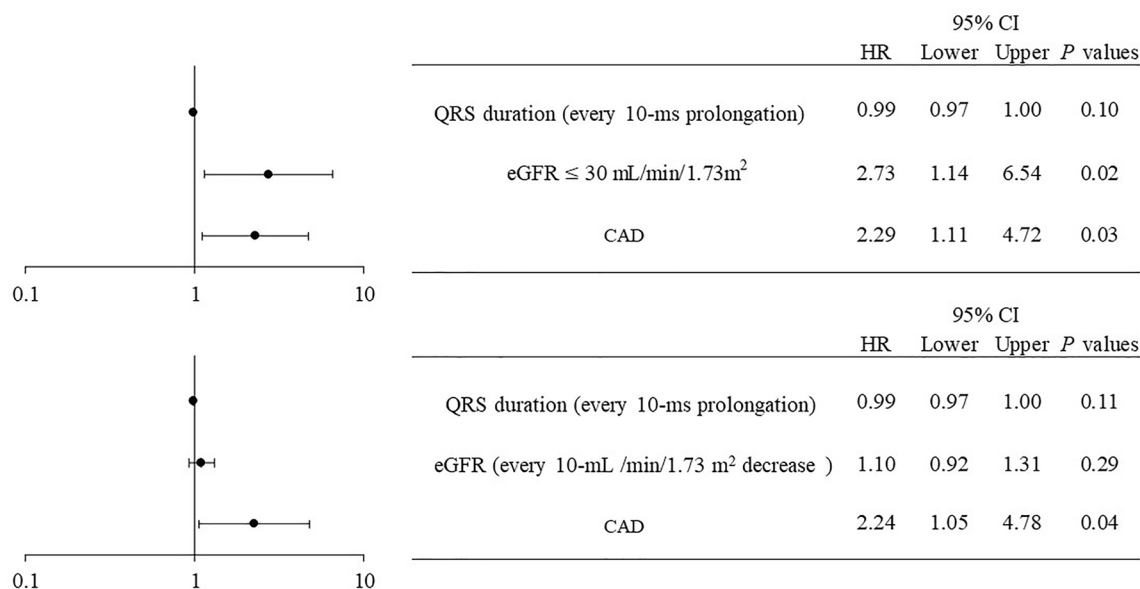 95% CI
HR Lower Upper P values
QRS duration (every 10-ms prolongation) 0.99 0.97 1.00 0.10
eGFR ≤ 30 mL/min/1.73m² 2.73 1.14 6.54 0.02
CAD 2.29 1.11 4.72 0.03
0.1 1 10
95% CI
HR Lower Upper P values
QRS duration (every 10-ms prolongation) 0.99 0.97 1.00 0.11
eGFR (every 10-mL /min/1.73 m² decrease ) 1.10 0.92 1.31 0.29
CAD 2.24 1.05 4.78 0.04
0.1 1 10